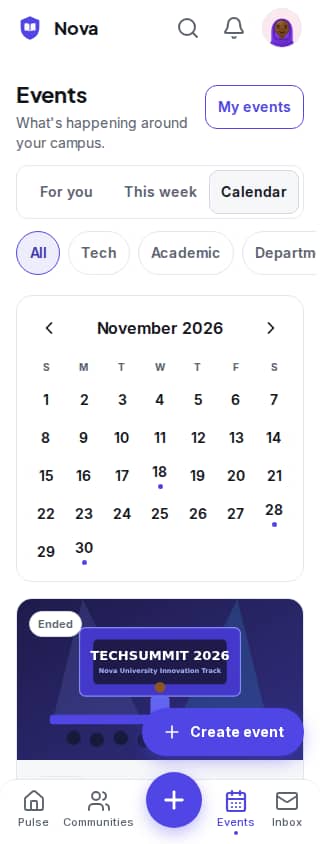 Nova
Events
My events
What's happening around
your campus.
For you This week Calendar
All Tech Academic Departm
November 2026
S M T W T F S
1 2 3 4 5 6 7
8 9 10 11 12 13 14
15 16 17 18 19 20 21
22 23 24 25 26 27 28
29 30
Ended
TECHSUMMIT 2026
Nova University Innovation Track
+ Create event
Pulse Communities + Events Inbox